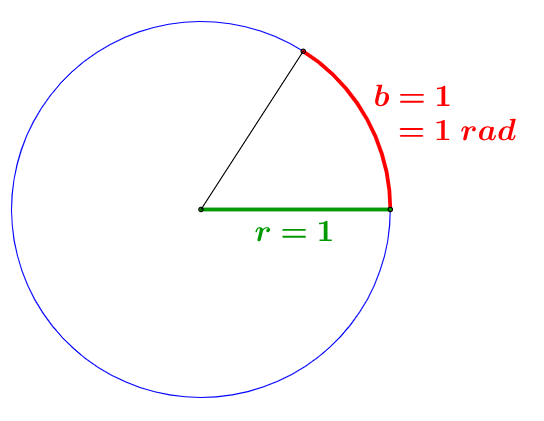 b = 1
= 1 rad
r = 1